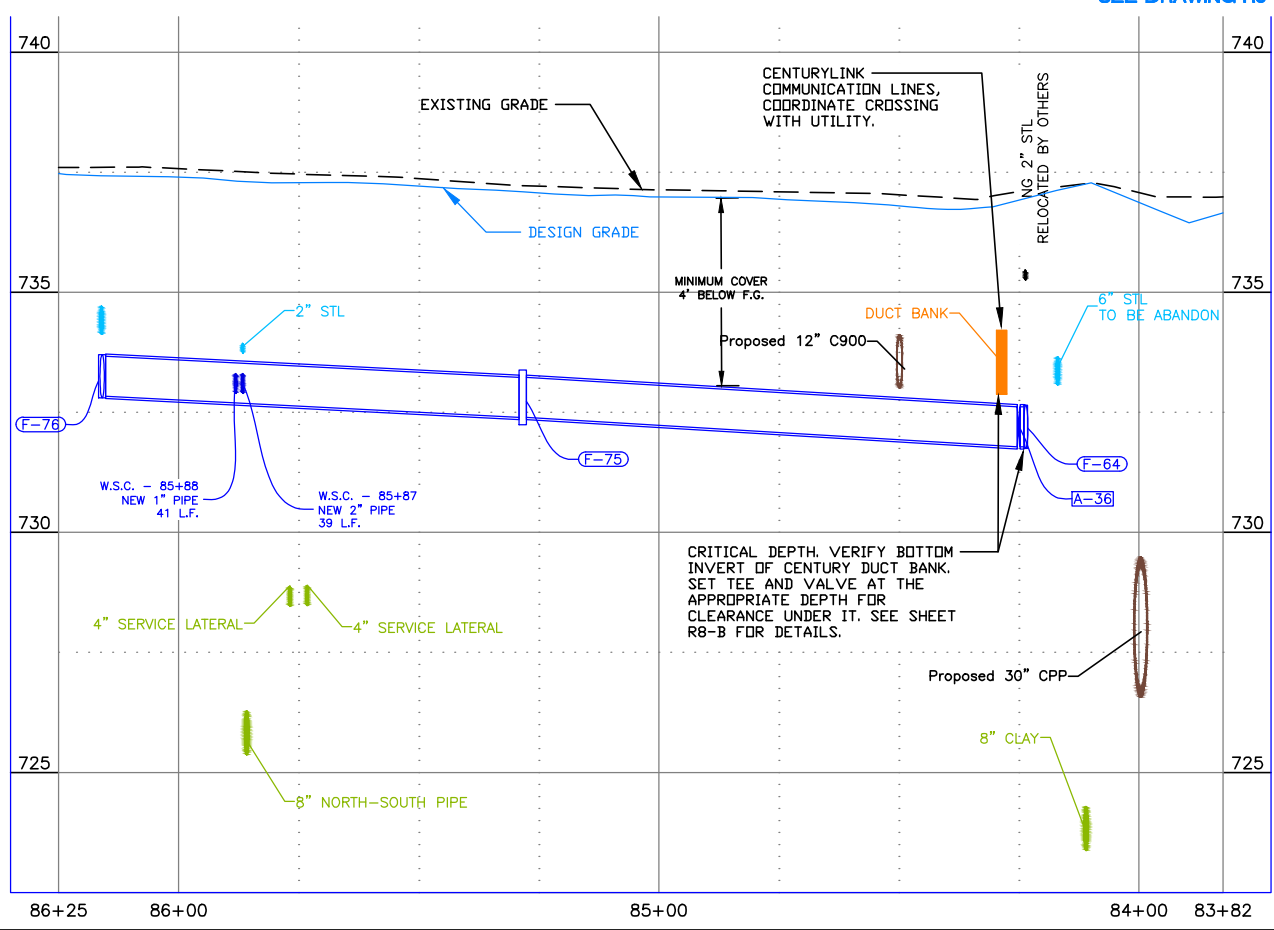 740
740
CENTURYLINK
COMMUNICATION LINES,
COORDINATE CROSSING
WITH UTILITY.
EXISTING GRADE
NG 2" STL
RELOCATED BY OTHERS
DESIGN GRADE
735
735
MINIMUM COVER
4' BELOW F.G.
2" STL
DUCT BANK
6" STL
TO BE ABANDON
Proposed 12" C900
F-76
F-75
F-64
A-36
W.S.C. - 85+88
NEW 1" PIPE
41 L.F.
W.S.C. - 85+87
NEW 2" PIPE
39 L.F.
730
730
CRITICAL DEPTH. VERIFY BOTTOM
INVERT OF CENTURY DUCT BANK.
SET TEE AND VALVE AT THE
APPROPRIATE DEPTH FOR
CLEARANCE UNDER IT. SEE SHEET
R8-B FOR DETAILS.
4" SERVICE LATERAL
4" SERVICE LATERAL
Proposed 30" CPP
8" CLAY
725
725
8" NORTH-SOUTH PIPE
86+25
86+00
85+00
84+00
83+82